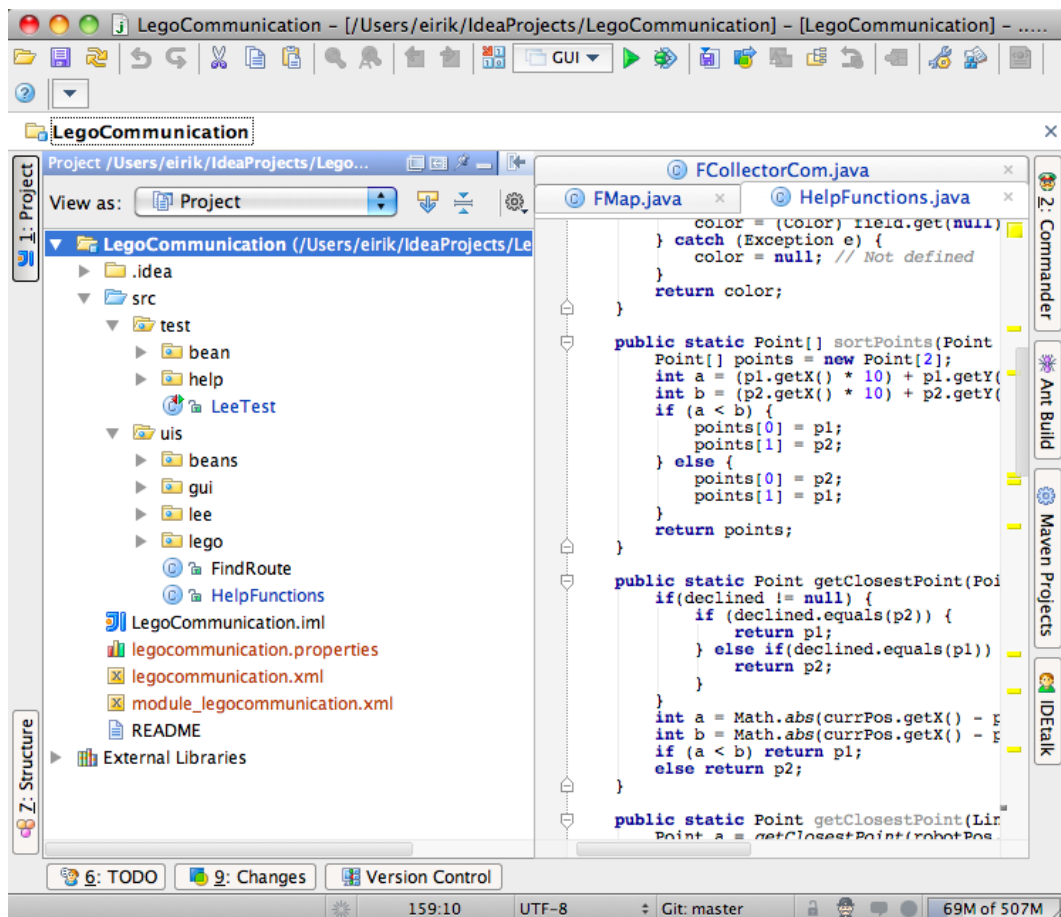 LegoCommunication – [/Users/eirik/IdeaProjects/LegoCommunication] – [LegoCommunication] – .....
GUI
LegoCommunication
1: Project
Z: Structure
Project /Users/eirik/IdeaProjects/Lego...
View as: Project
LegoCommunication (/Users/eirik/IdeaProjects/Le
.idea
src
test
bean
help
LeeTest
uis
beans
gui
lee
lego
FindRoute
HelpFunctions
LegoCommunication.iml
legocommunication.properties
legocommunication.xml
module_legocommunication.xml
README
External Libraries
FCollectorCom.java
FMap.java HelpFunctions.java
color = (Color) field.get(null)
} catch (Exception e) {
color = null; // Not defined
}
return color;
}
public static Point[] sortPoints(Point
Point[] points = new Point[2];
int a = (p1.getX() * 10) + p1.getY(
int b = (p2.getX() * 10) + p2.getY(
if (a < b) {
points[0] = p1;
points[1] = p2;
} else {
points[0] = p2;
points[1] = p1;
}
return points;
}
public static Point getClosestPoint(Poi
if(declined != null) {
if (declined.equals(p2)) {
return p1;
} else if(declined.equals(p1))
return p2;
}
}
int a = Math.abs(currPos.getX() - p
int b = Math.abs(currPos.getX() - p
if (a < b) return p1;
else return p2;
}
public static Point getClosestPoint(Lin
Point a = getClosestPoint(robotPos
2: Commander
Ant Build
Maven Projects
IDEtalk
6: TODO 9: Changes Version Control
159:10 UTF-8 Git: master 69M of 507M